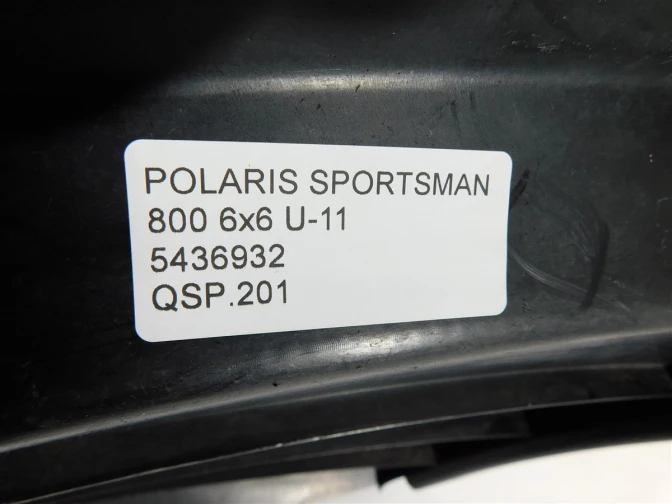 POLARIS SPORTSMAN
800 6x6 U-11
5436932
QSP.201